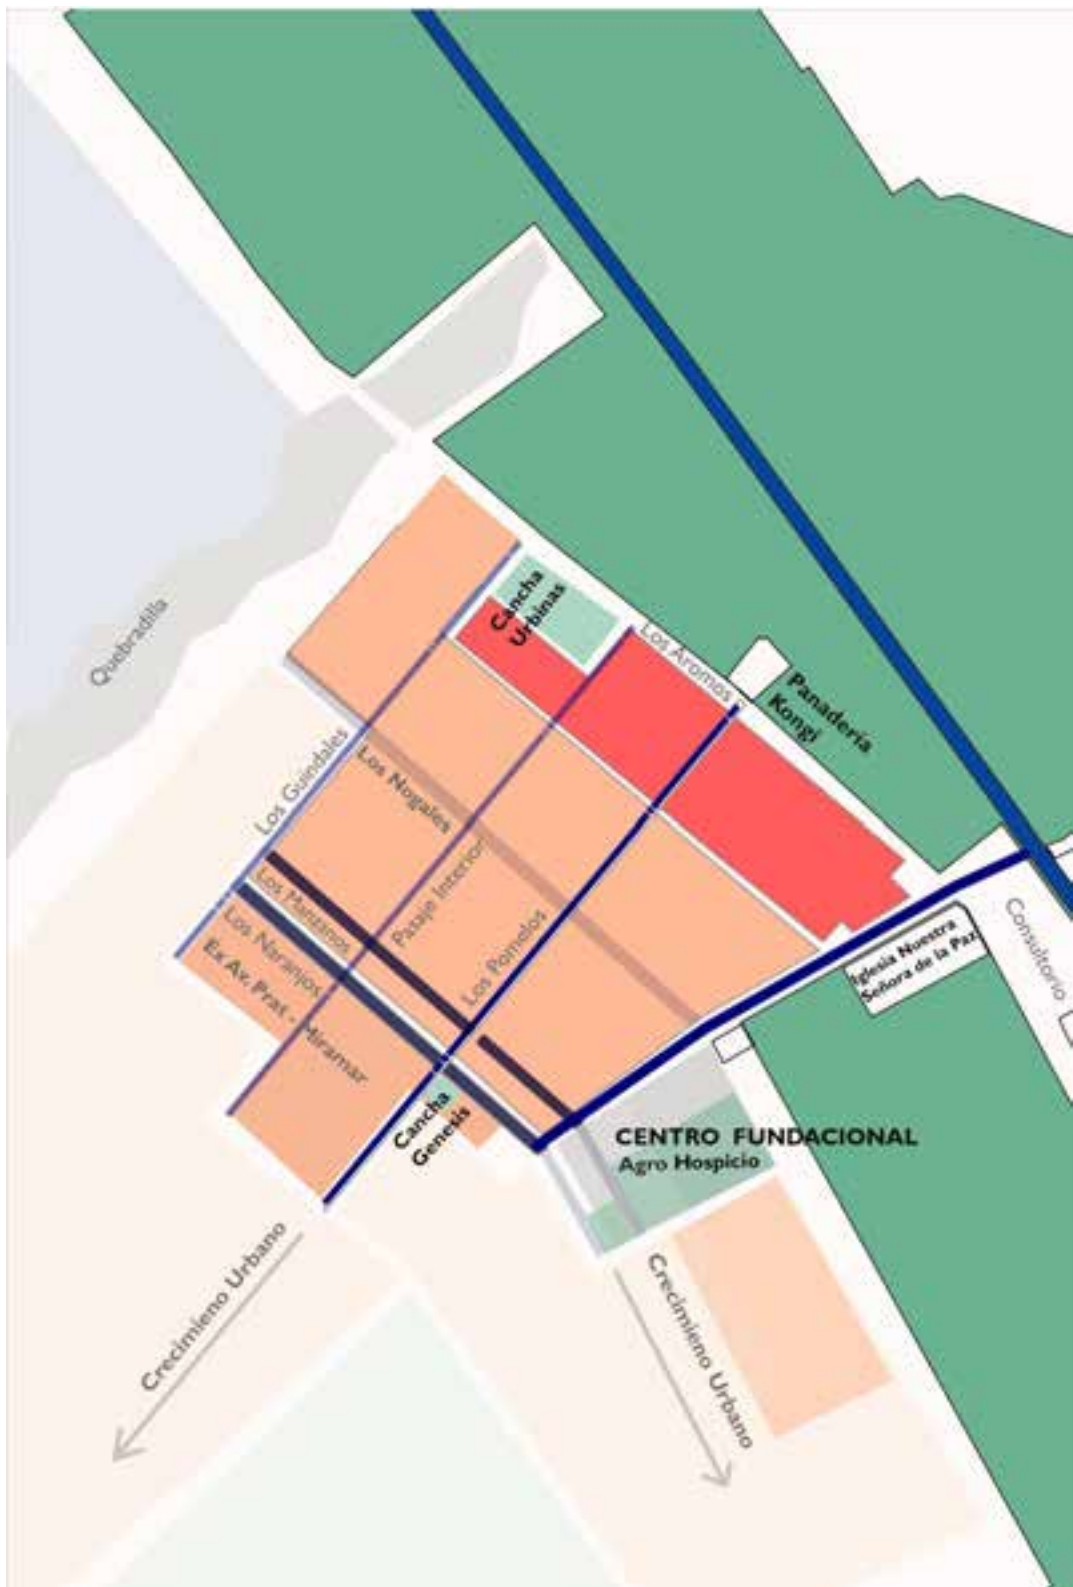 Cancha
Urbinas
Quebradilla
Los Aromos
Panadería
Kongi
Los Guindales
Los Nogales
Los Manzanos
Pasaje Interior
Los Naranjos
Los Pomelos
Ex Av. Prat - Miramar
Iglesia Nuestra
Señora de la Paz
Consultorio
Cancha
Genesis
CENTRO FUNDACIONAL
Agro Hospicio
Crecimieno Urbano
Crecimieno Urbano